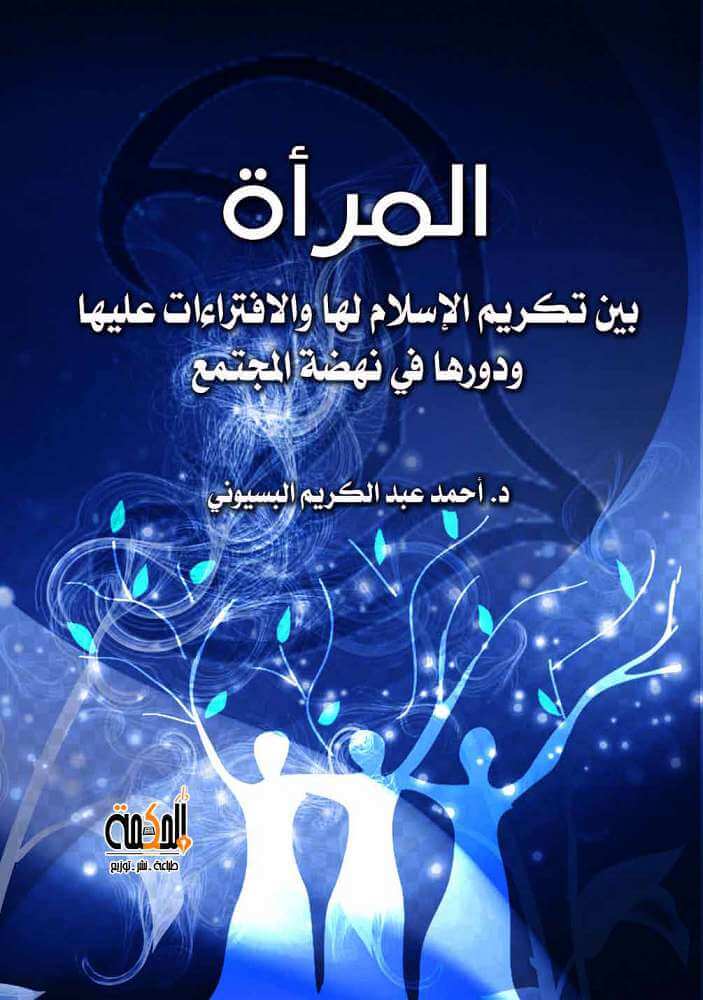 المرأة
بين تكريم الإسلام لها والافتراءات عليها
ودورها في نهضة المجتمع
د. أحمد عبد الكريم البسيوني
دار
الحكمة
طباعة - نشر - توزيع